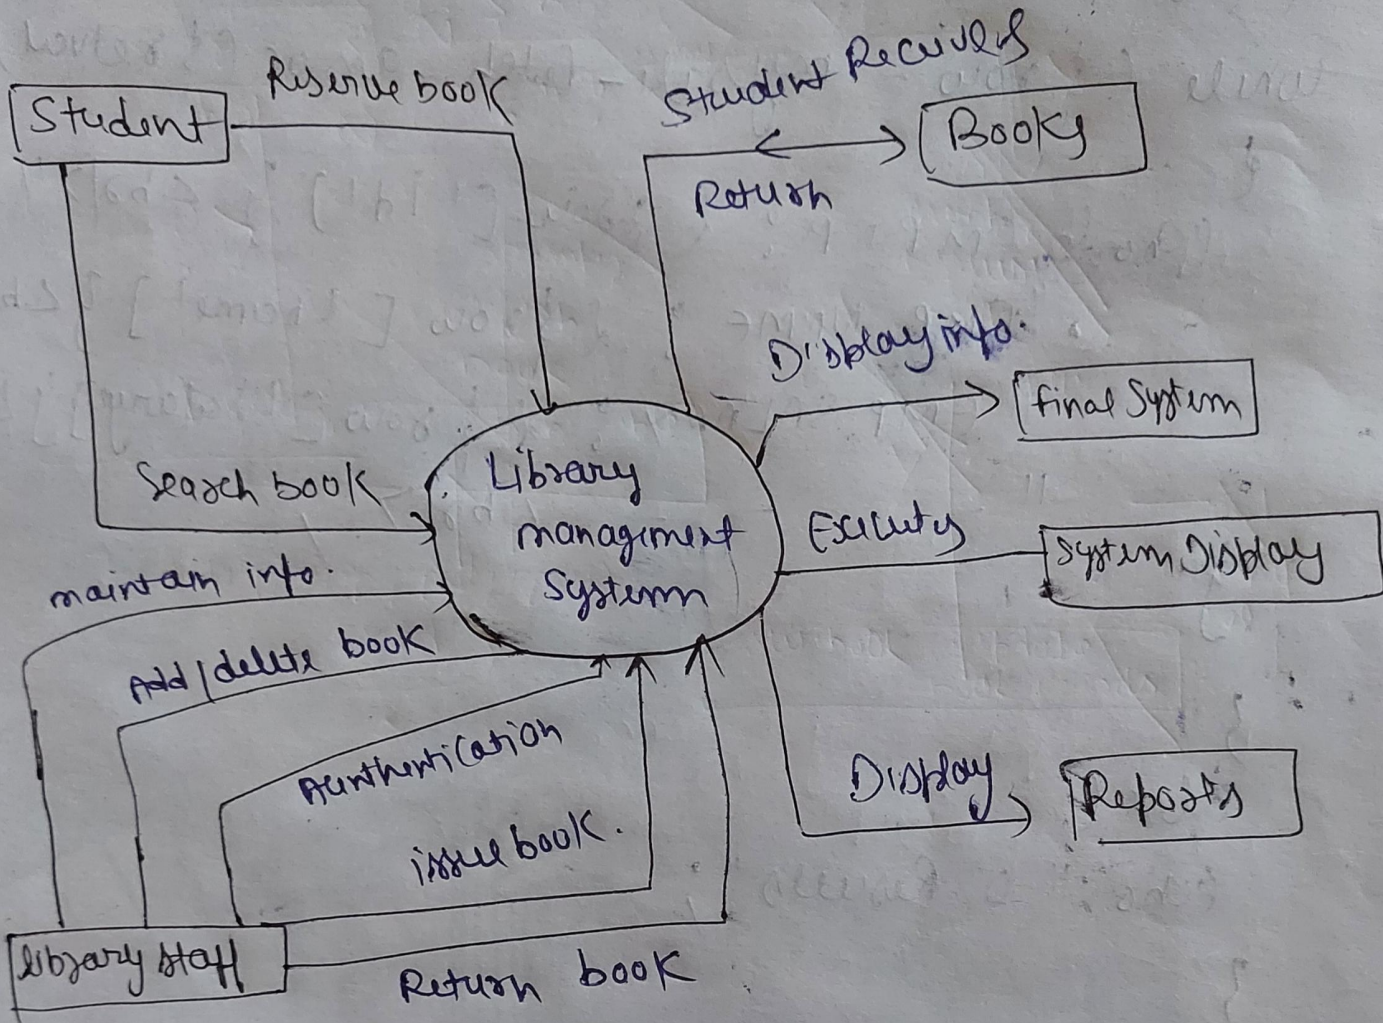 Reserve book
Student
Student Receives
Books
Return
Display info.
final System
Search book
Library
management
System
Executes
System Display
maintain info.
Add/delete book
Authentication
issue book.
Display
Reports
library staff
Return book